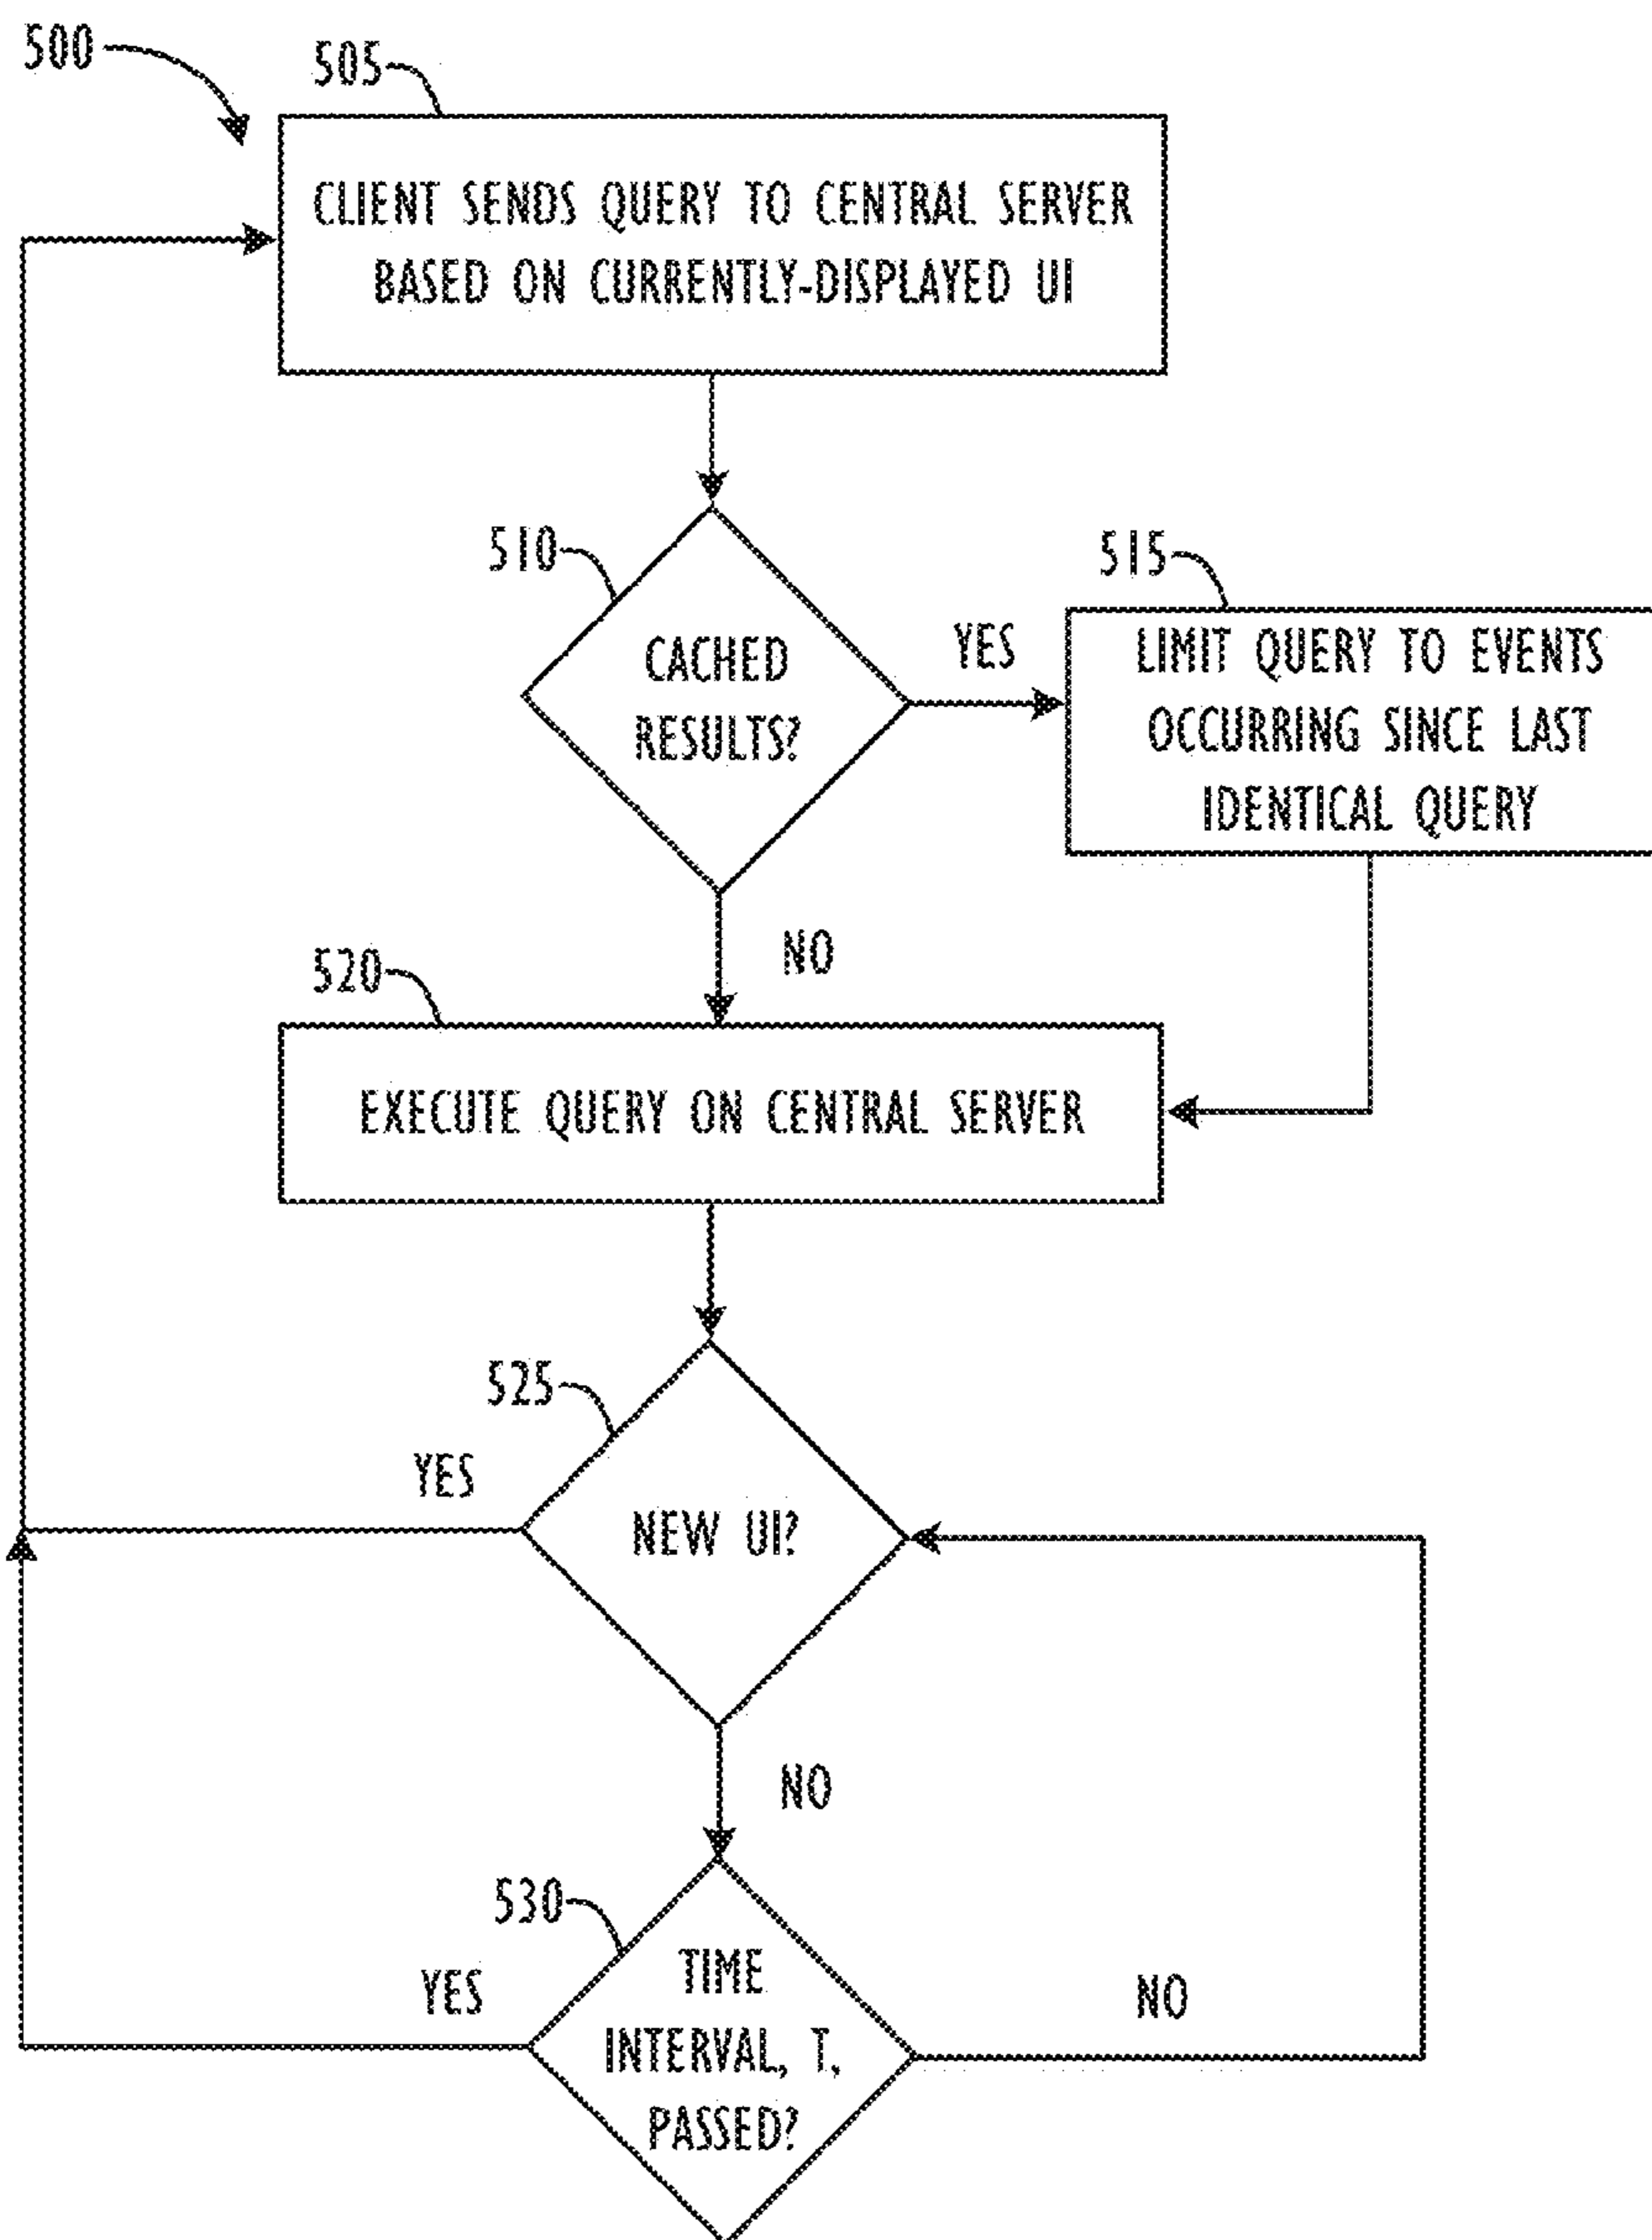 500
505
CLIENT SENDS QUERY TO CENTRAL SERVER
BASED ON CURRENTLY-DISPLAYED UI
510
CACHED
RESULTS?
YES
515
LIMIT QUERY TO EVENTS
OCCURRING SINCE LAST
IDENTICAL QUERY
NO
520
EXECUTE QUERY ON CENTRAL SERVER
525
YES
NEW UI?
NO
530
YES
TIME
INTERVAL, T,
PASSED?
NO